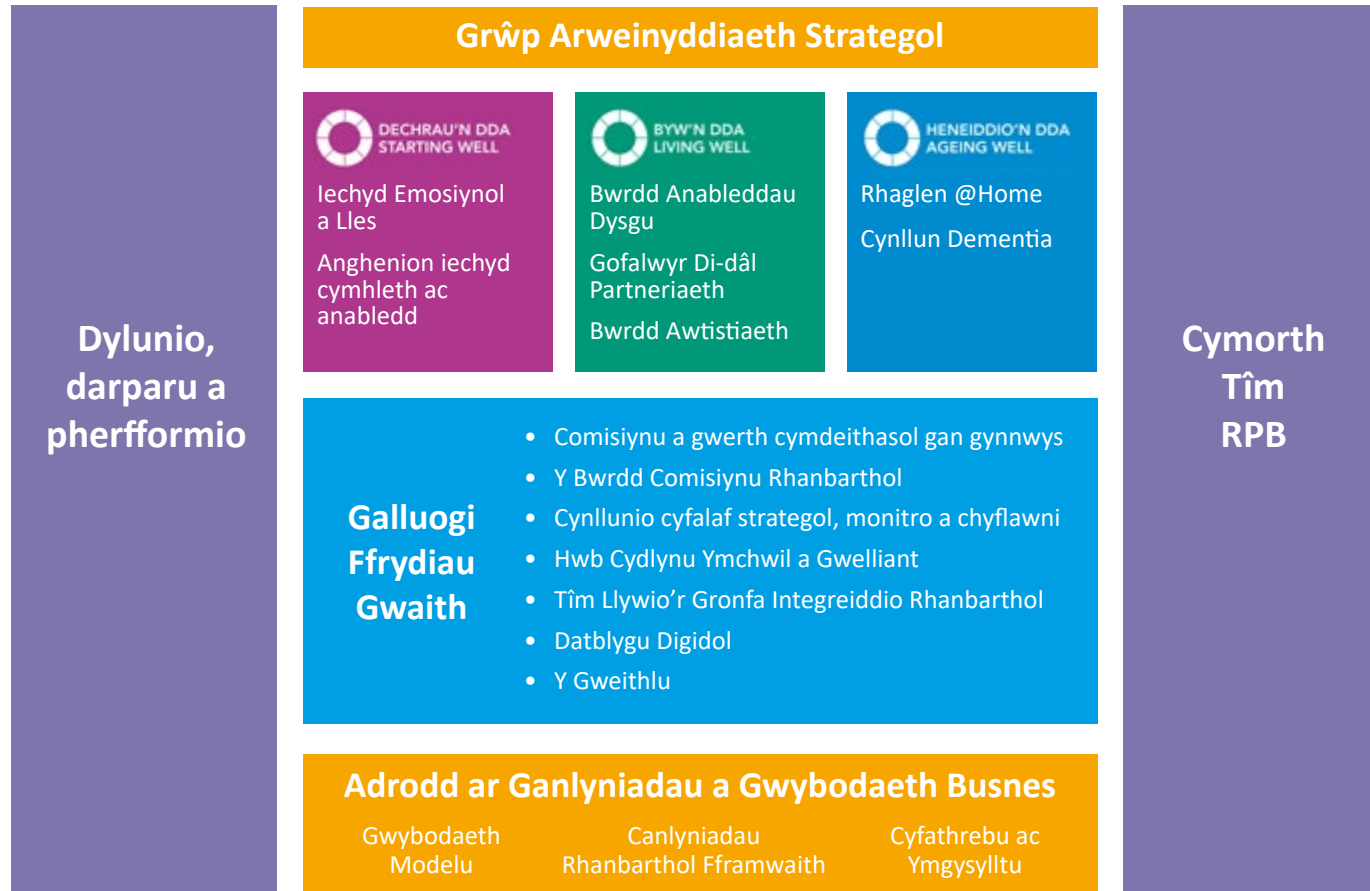 Grŵp Arweinyddiaeth Strategol
Dylunio,
darparu a
pherfformio
DECHRAU'N DDA
STARTING WELL
Iechyd Emosiynol
a Lles
Anghenion iechyd
cymhleth ac
anabledd
BYW'N DDA
LIVING WELL
Bwrdd Anableddau
Dysgu
Gofalwyr Di-dâl
Partneriaeth
Bwrdd Awtistiaeth
HENEIDDIO'N DDA
AGEING WELL
Rhaglen @Home
Cynllun Dementia
Galluogi
Ffrydiau
Gwaith
• Comisiynu a gwerth cymdeithasol gan gynnwys
• Y Bwrdd Comisiynu Rhanbarthol
• Cynllunio cyfalaf strategol, monitro a chyflawni
• Hwb Cydlynu Ymchwil a Gwelliant
• Tîm Llywio’r Gronfa Integreiddio Rhanbarthol
• Datblygu Digidol
• Y Gweithlu
Adrodd ar Ganlyniadau a Gwybodaeth Busnes
Gwybodaeth
Modelu
Canlyniadau
Rhanbarthol Fframwaith
Cyfathrebu ac
Ymgysylltu
Cymorth
Tîm
RPB